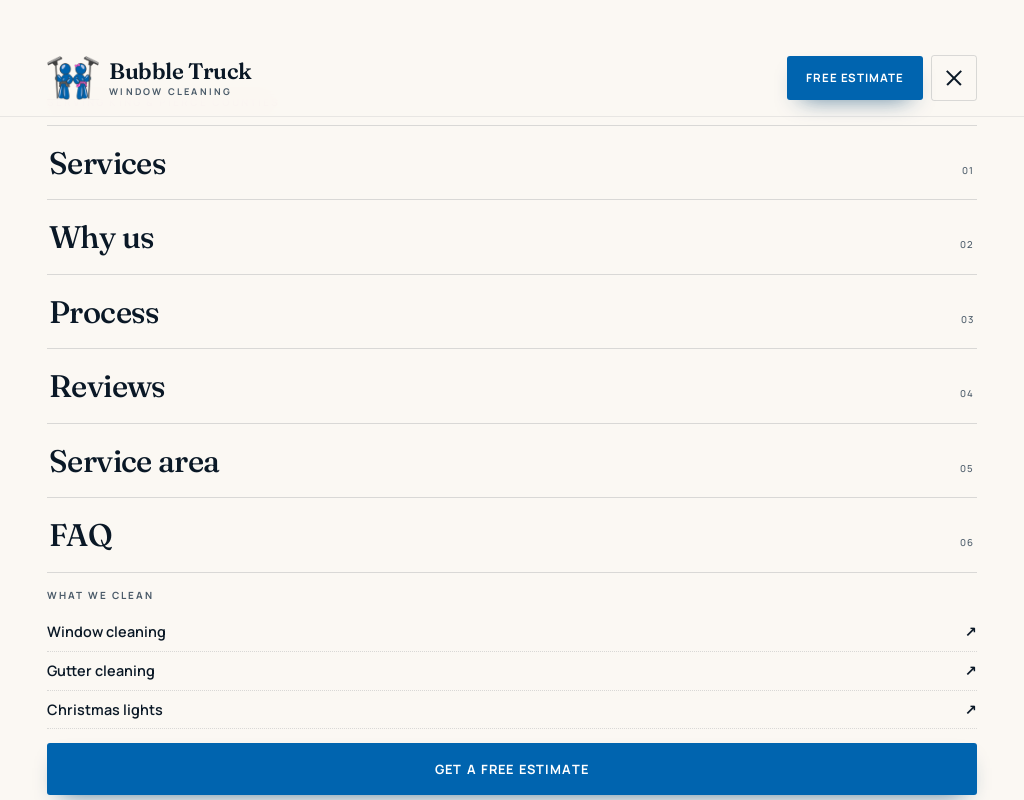 Bubble Truck
WINDOW CLEANING
FREE ESTIMATE
Services 01
Why us 02
Process 03
Reviews 04
Service area 05
FAQ 06
WHAT WE CLEAN
Window cleaning ↗
Gutter cleaning ↗
Christmas lights ↗
GET A FREE ESTIMATE